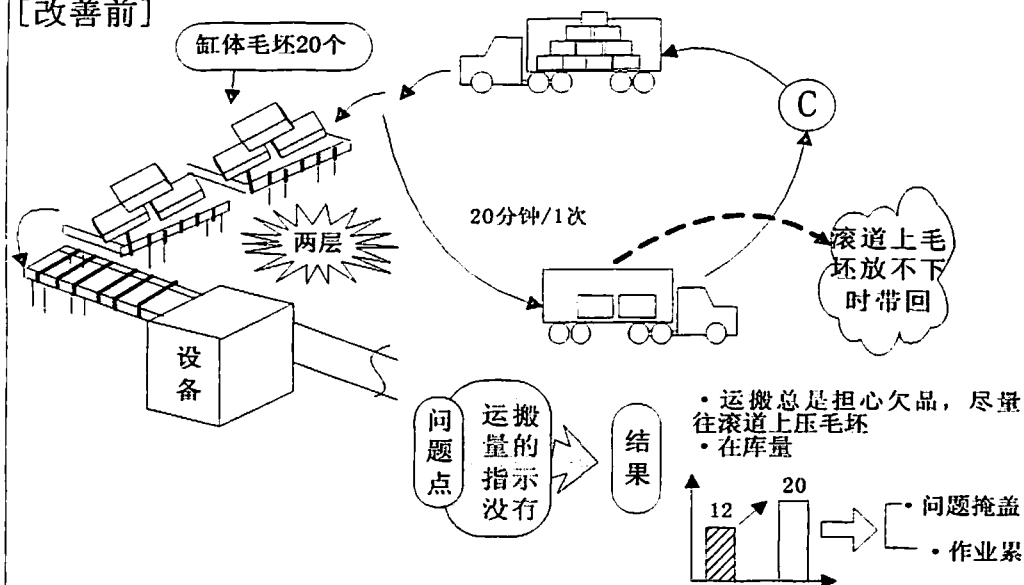 [改善前]
缸体毛坯20个
C
两层
20分钟/1次
滚道上毛
坯放不下
时带回
设
备
问
题
点
运搬
量的
指示
没有
结
果
·运搬总是担心欠品，尽量
往滚道上压毛坯
·在库量
12
20
·问题掩盖
·作业累